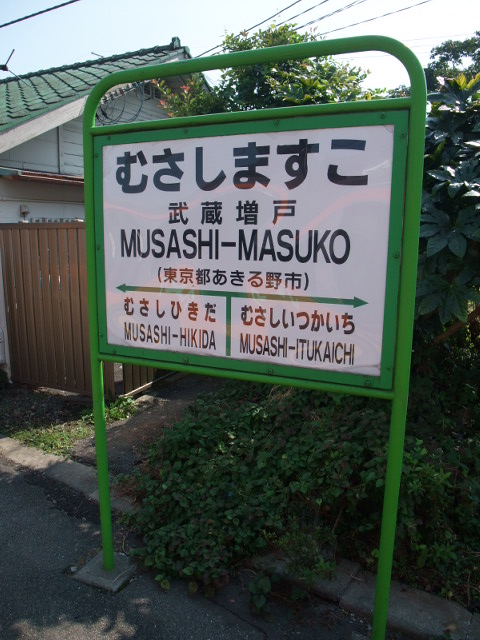 むさしますこ
武蔵増戸
MUSASHI-MASUKO
(東京都あきる野市)
むさしひきだ むさしいつかいち
MUSASHI-HIKIDA MUSASHI-ITUKAICHI